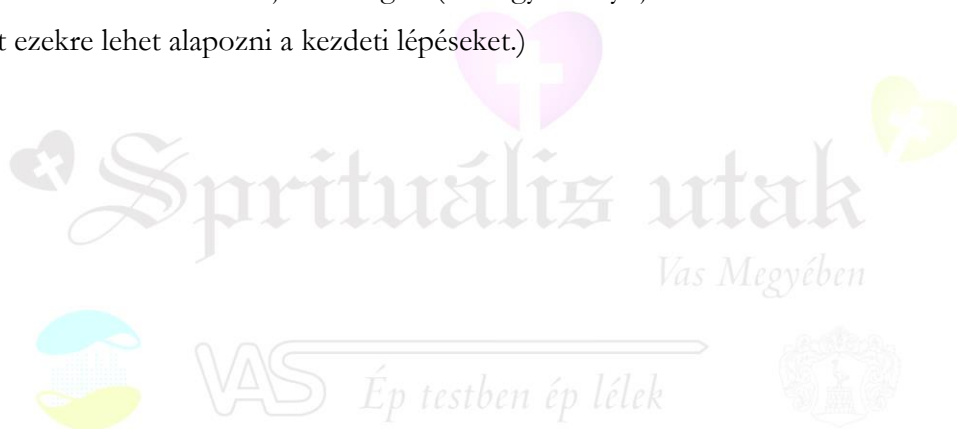 t ezekre lehet alapozni a kezdeti lépéseket.)
Sprituális utak
Vas Megyében
VAS
Ép testben ép lélek